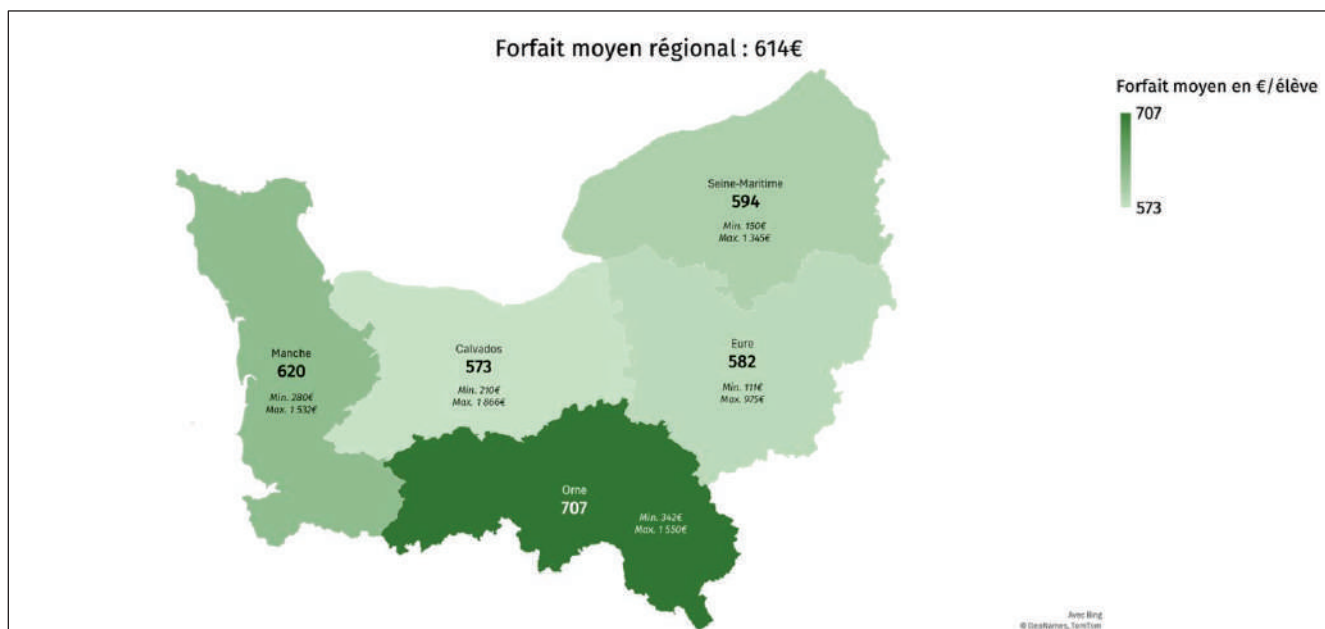 Forfait moyen régional : 614€
Forfait moyen en €/élève
707
573
Seine-Maritime
594
Min. 150€
Max. 1 345€
Manche
620
Min. 280€
Max. 1 532€
Calvados
573
Min. 210€
Max. 1 866€
Eure
582
Min. 111€
Max. 975€
Orne
707
Min. 342€
Max. 1 550€
Avec Bing
© GeoNames, TomTom